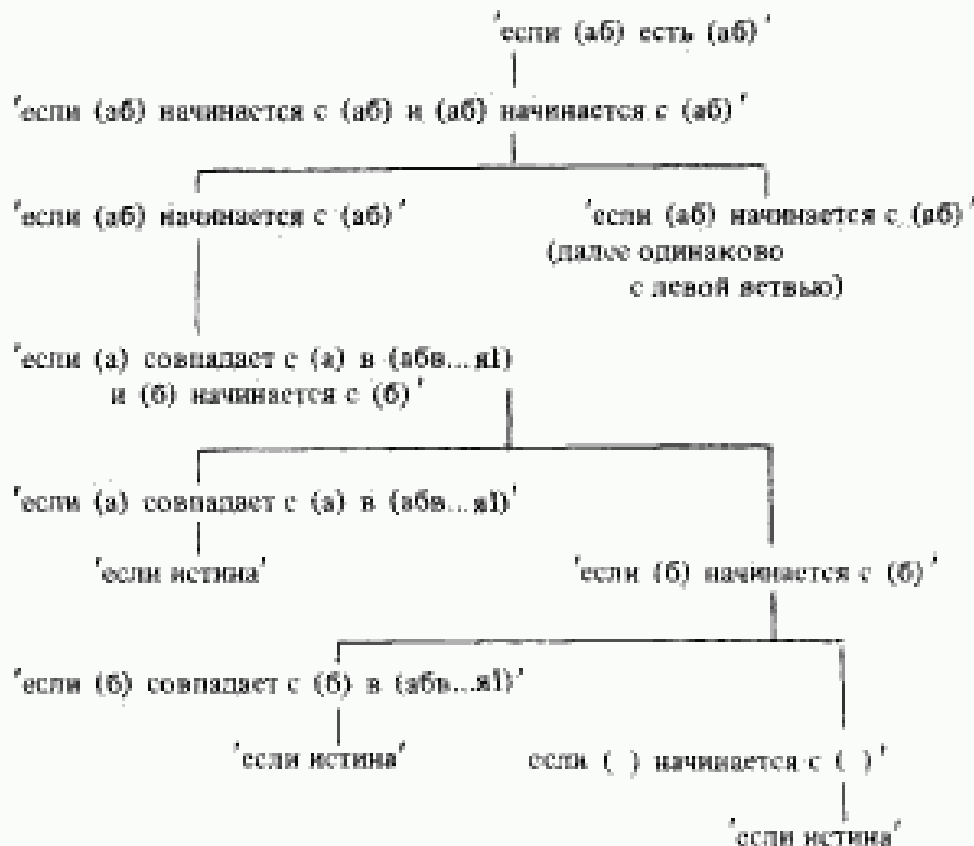 'если (аб) есть (аб)'
'если (аб) начинается с (аб) и (аб) начинается с (аб)'
'если (аб) начинается с (аб)' 'если (аб) начинается с (аб)'
(далее одинаково
с левой ветвью)
'если (а) совпадает с (а) в (абв...я1)
и (б) начинается с (б)'
'если (а) совпадает с (а) в (абв...я1)'
'если истина' 'если (б) начинается с (б)'
'если (б) совпадает с (б) в (абв...я1)'
'если истина' если ( ) начинается с ( )'
'если истина'